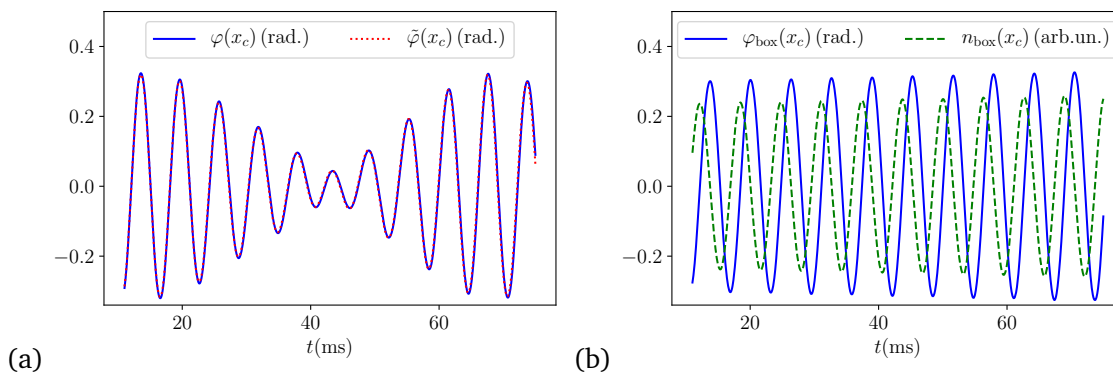 φ(x_c) (rad.) φ̃(x_c) (rad.)
0.4
0.2
0.0
−0.2
20 40 60
t(ms)
(a)
φ_box(x_c) (rad.) n_box(x_c) (arb.un.)
0.4
0.2
0.0
−0.2
20 40 60
t(ms)
(b)